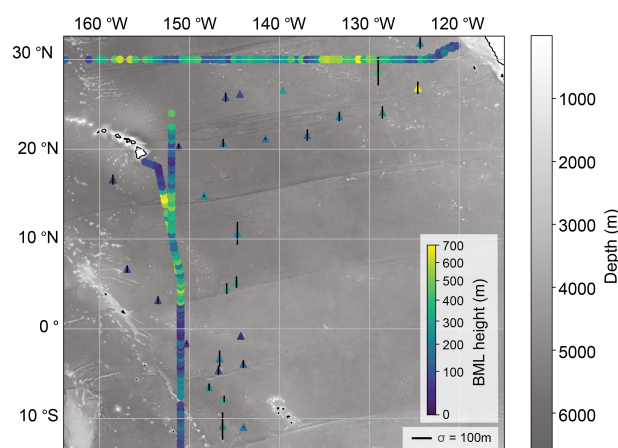 160 °W 150 °W 140 °W 130 °W 120 °W
30 °N
20 °N
10 °N
0 °
10 °S
700
600
500
400
300
200
100
0
BML height (m)
σ = 100m
1000
2000
3000
4000
5000
6000
Depth (m)